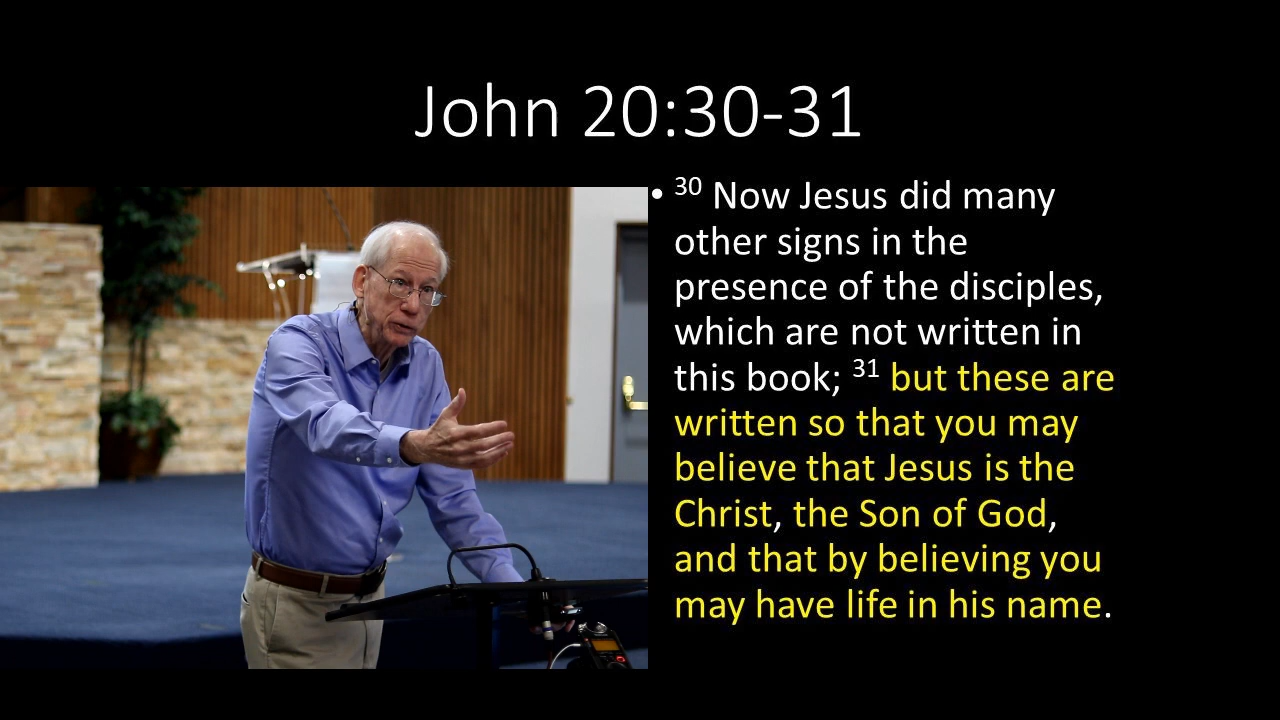 John 20:30-31
• 30 Now Jesus did many
other signs in the
presence of the disciples,
which are not written in
this book; 31 but these are
written so that you may
believe that Jesus is the
Christ, the Son of God,
and that by believing you
may have life in his name.